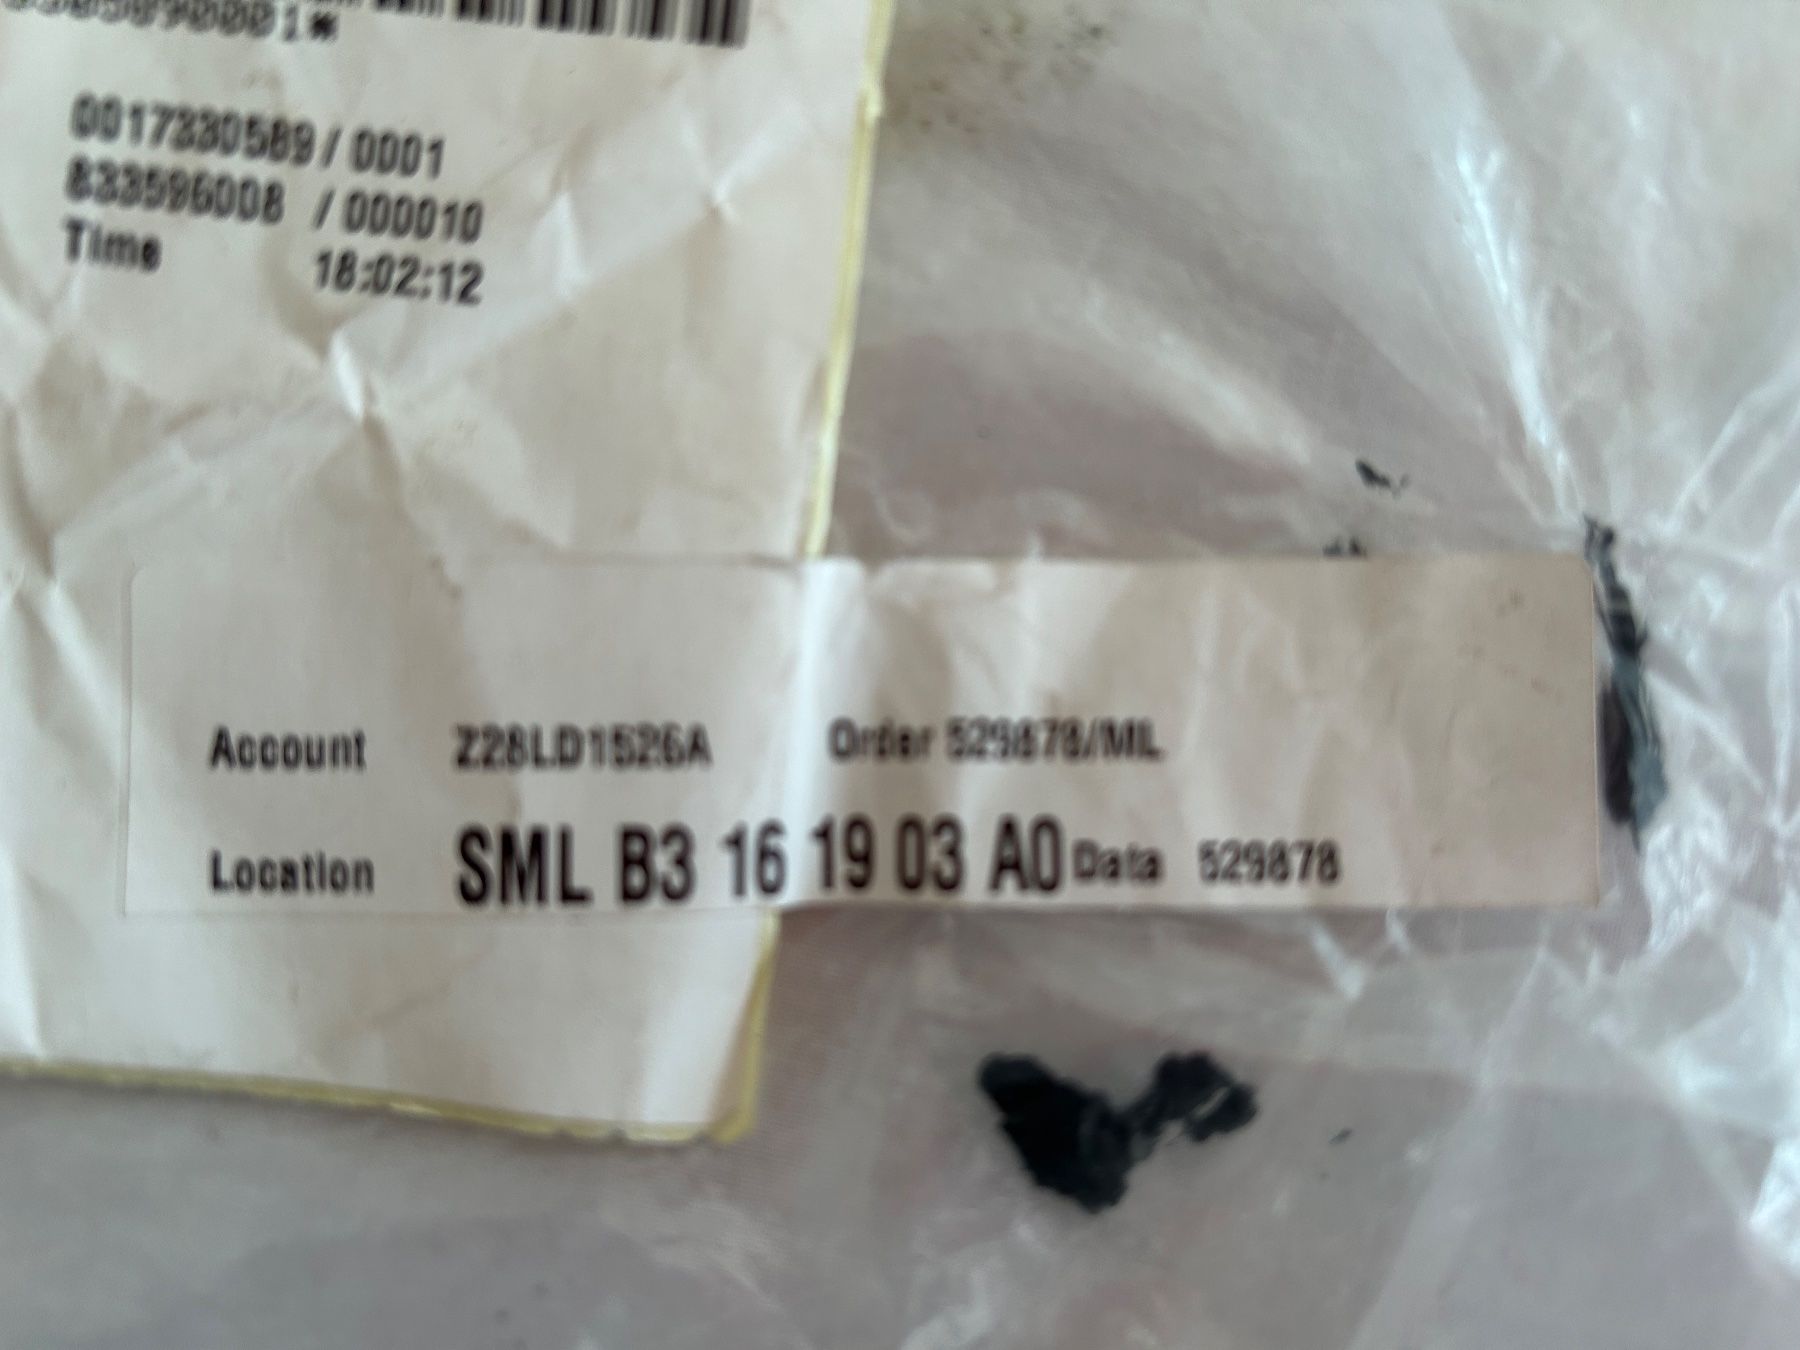 0017330589 / 0001
833596008 / 000010
Time 18:02:12
Account Z28LD1526A Order 529878/ML
Location SML B3 16 19 03 A0 Data 529878